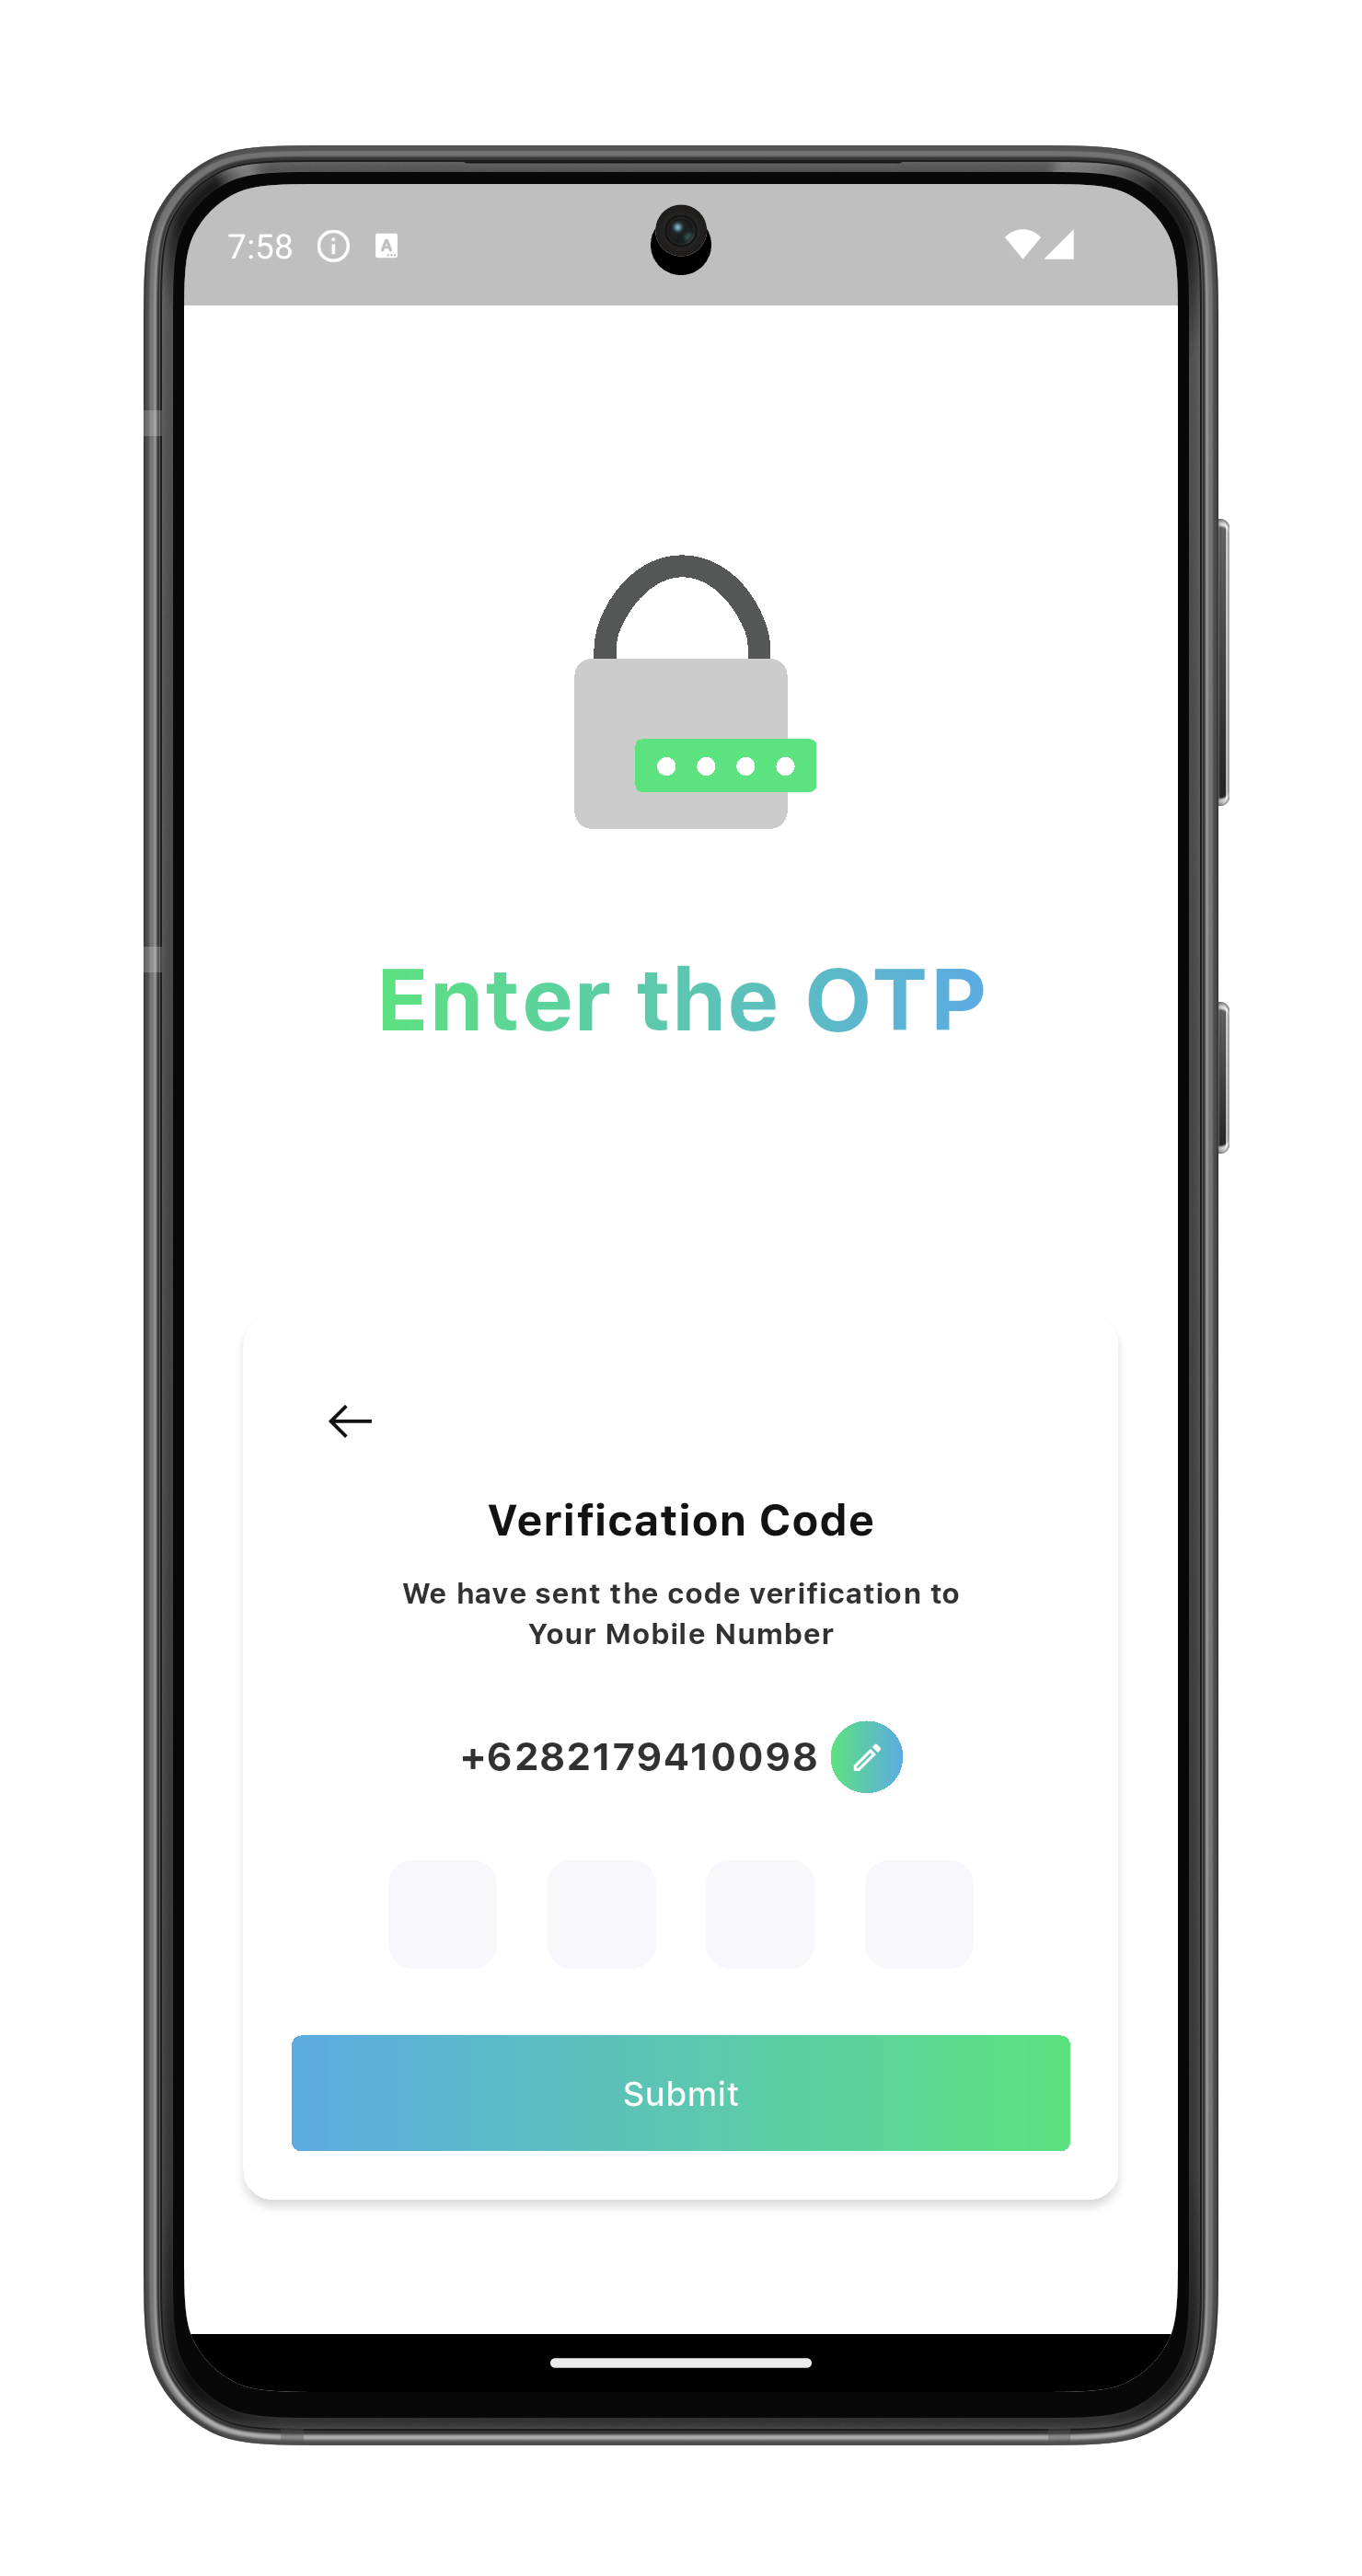 7:58
Enter the OTP
Verification Code
We have sent the code verification to
Your Mobile Number
+6282179410098
Submit